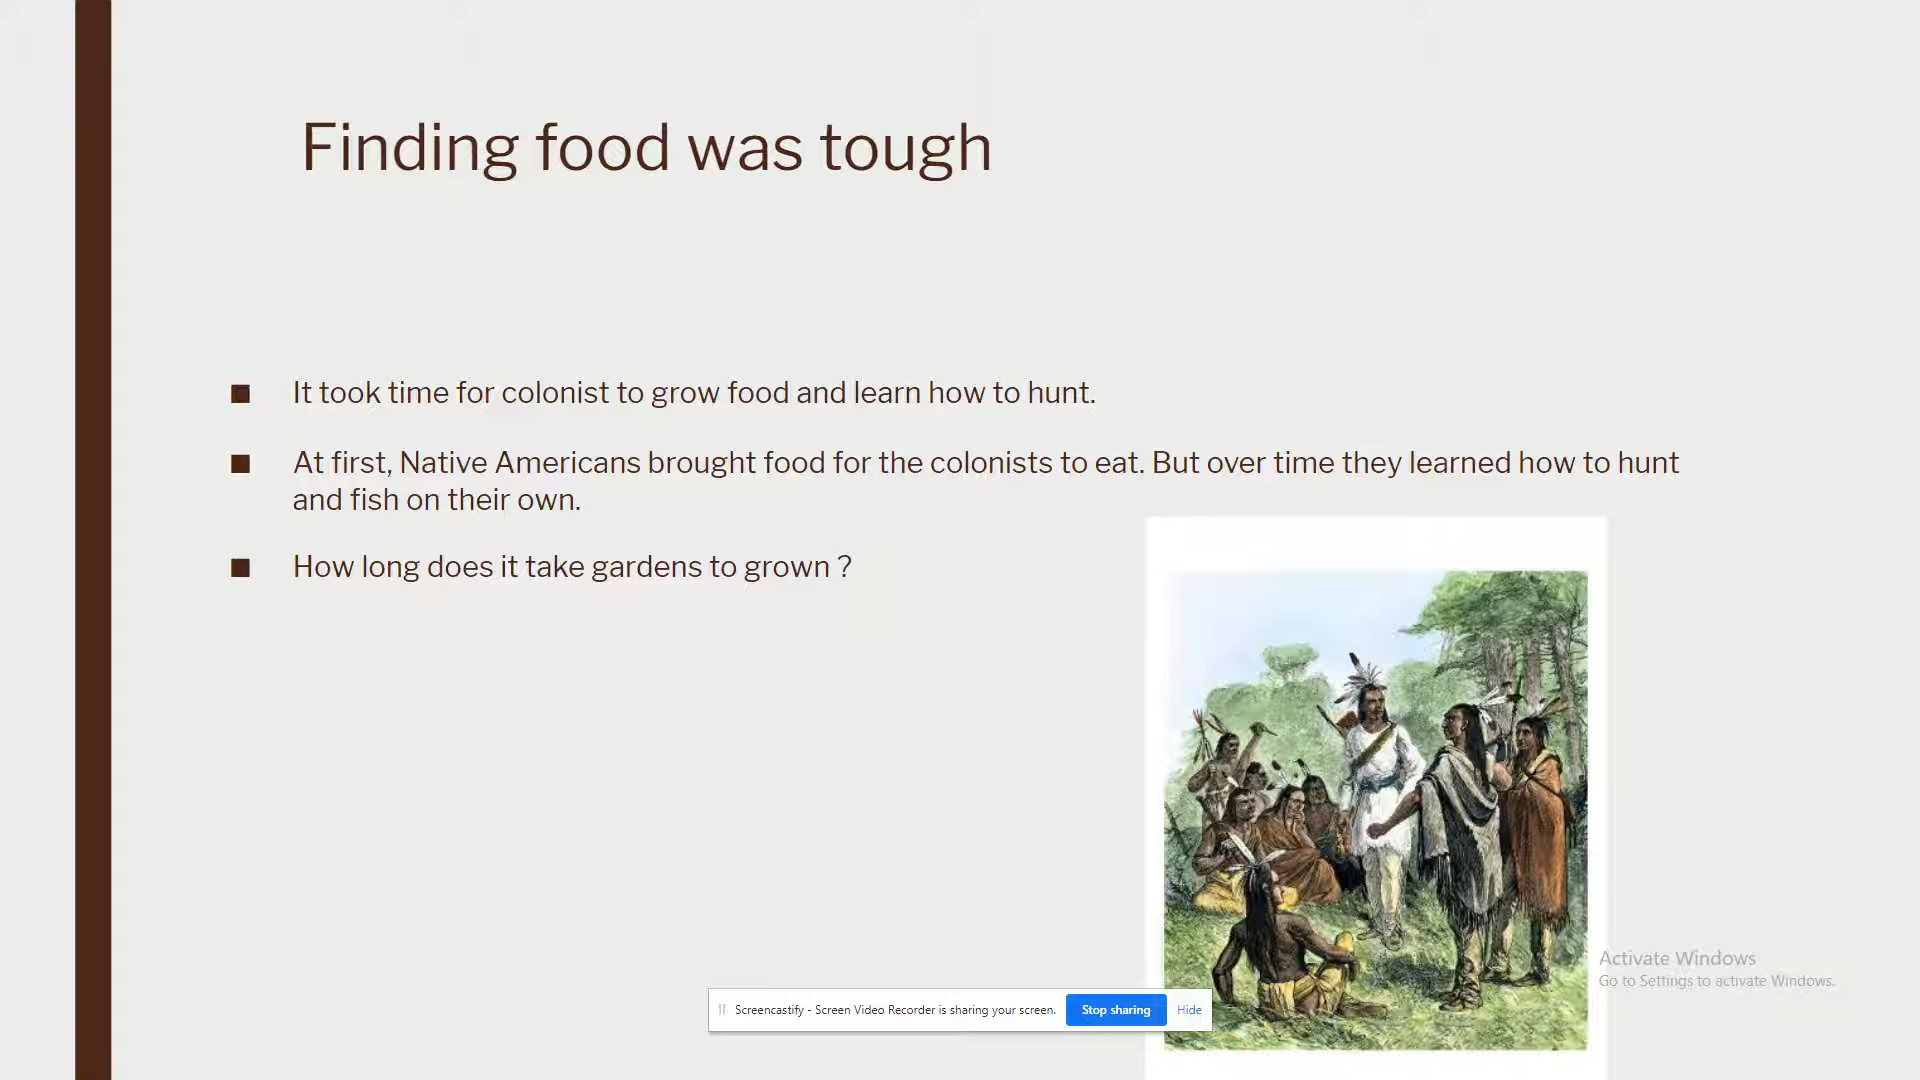 Finding food was tough
It took time for colonist to grow food and learn how to hunt.
At first, Native Americans brought food for the colonists to eat. But over time they learned how to hunt
and fish on their own.
How long does it take gardens to grown ?
Activate Windows
Go to Settings to activate Windows.
Screencastify - Screen Video Recorder is sharing your screen.
Stop sharing
Hide